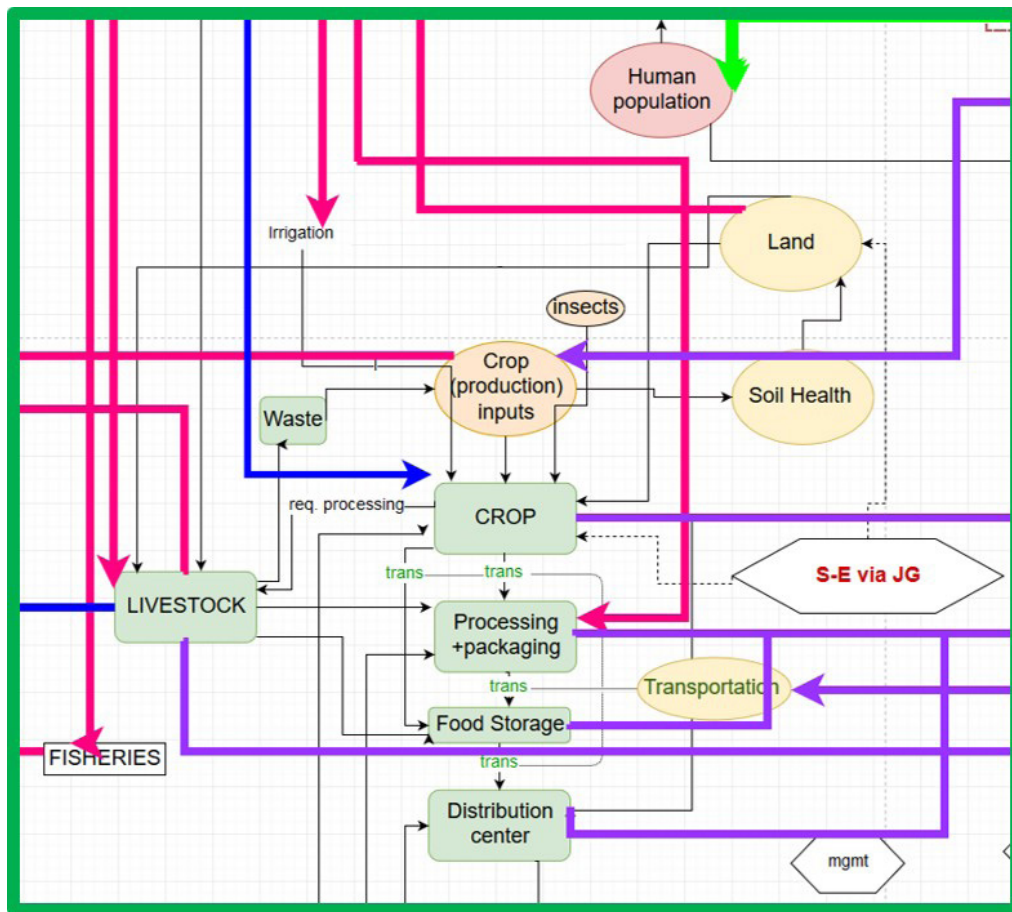 Human
population
Irrigation
Land
insects
Crop
(production)
inputs
Soil Health
Waste
req. processing
CROP
trans
trans
S-E via JG
LIVESTOCK
Processing
+packaging
trans
Transportation
Food Storage
FISHERIES
trans
Distribution
center
mgmt